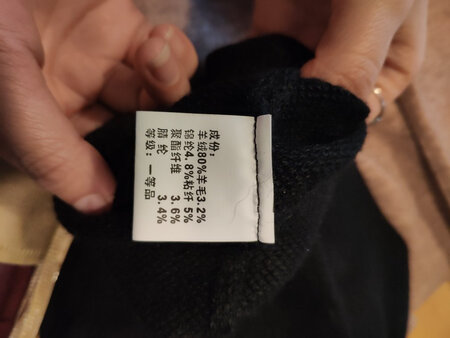 成份:
羊绒80%羊毛3.2%
锦纶4.8%粘纤 5%
聚酯纤维 3.6%
腈 纶 3.4%
等级: 一等品